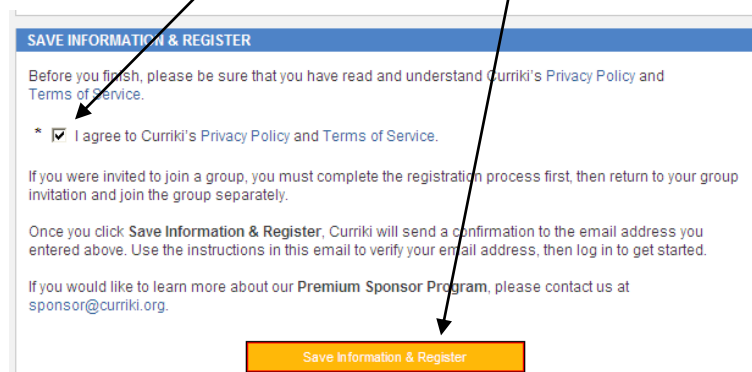 SAVE INFORMATION & REGISTER
Before you finish, please be sure that you have read and understand Curriki's Privacy Policy and
Terms of Service.
* I agree to Curriki's Privacy Policy and Terms of Service.
If you were invited to join a group, you must complete the registration process first, then return to your group
invitation and join the group separately.
Once you click Save Information & Register, Curriki will send a confirmation to the email address you
entered above. Use the instructions in this email to verify your email address, then log in to get started.
If you would like to learn more about our Premium Sponsor Program, please contact us at
sponsor@curriki.org.
Save Information & Register